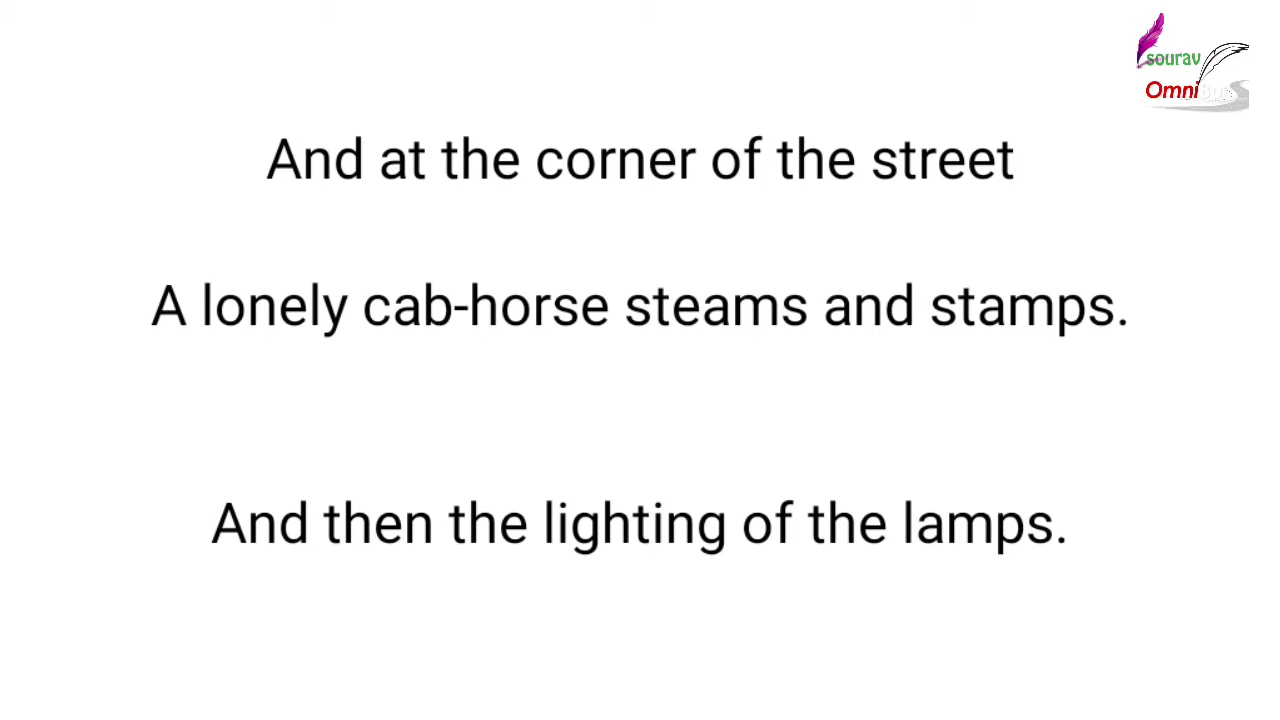 sourav
Omni
And at the corner of the street
A lonely cab-horse steams and stamps.
And then the lighting of the lamps.